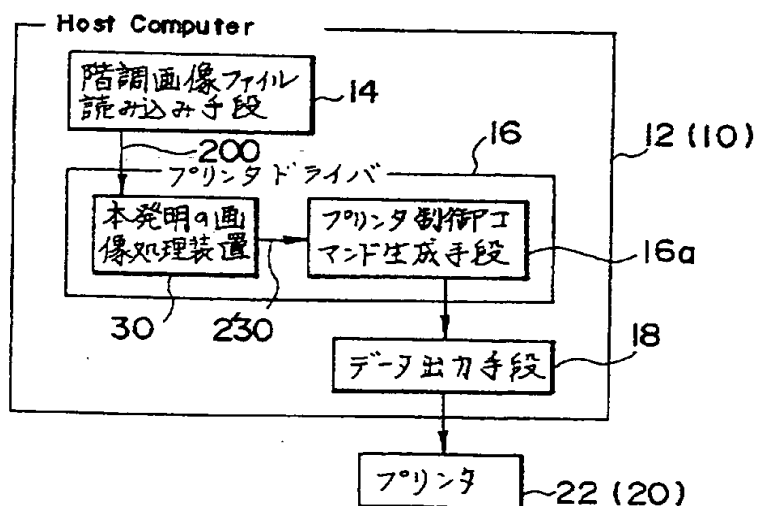 Host Computer
階調画像ファイル
読み込み手段
14
200
16
12 (10)
プリンタドライバ
本発明の画
像処理装置
プリンタ制御コ
マンド生成手段
16a
30
230
18
データ出力手段
プリンタ
22 (20)